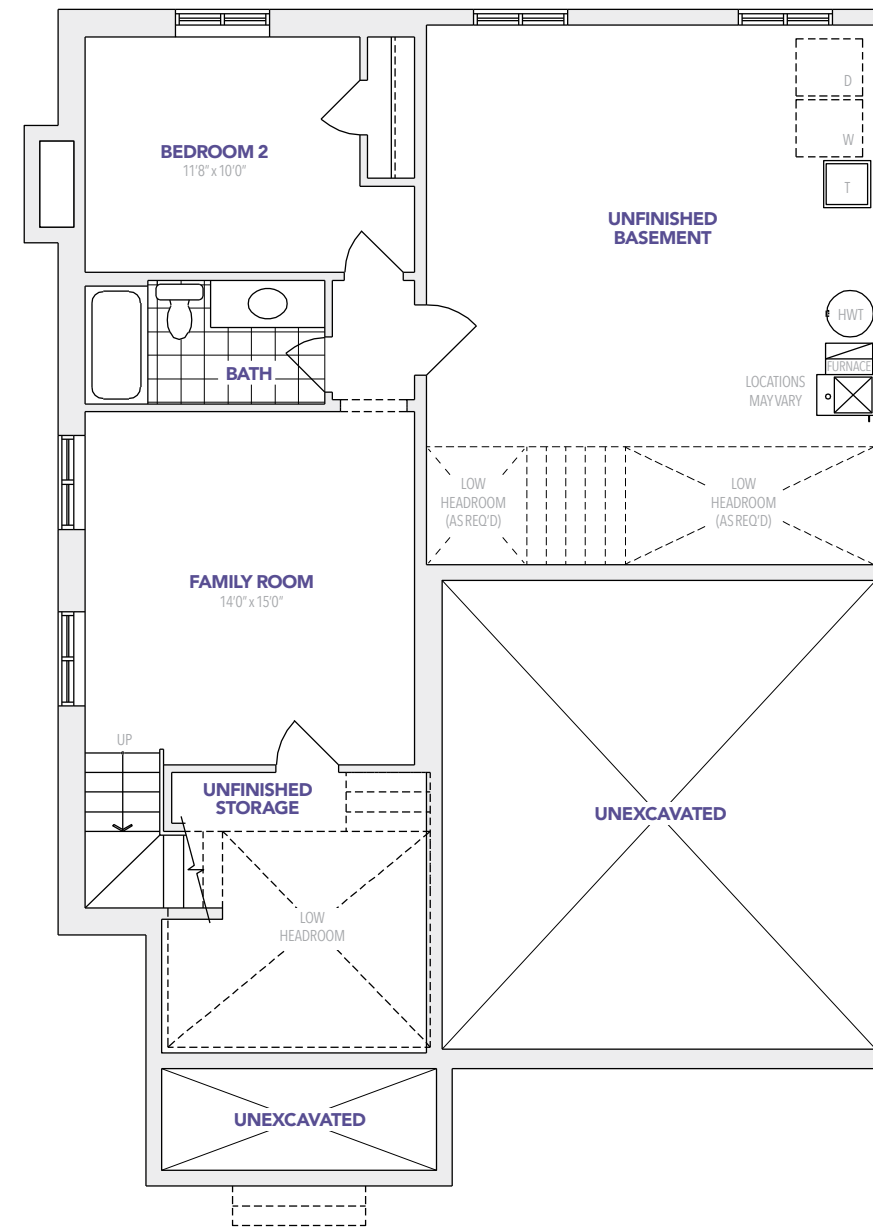 D
W
BEDROOM 2
11'8" x 10'0"
T
UNFINISHED
BASEMENT
HWT
FURNACE
BATH
LOCATIONS
MAY VARY
LOW
HEADROOM
(AS REQ'D)
LOW
HEADROOM
(AS REQ'D)
FAMILY ROOM
14'0" x 15'0"
UP
UNFINISHED
STORAGE
UNEXCAVATED
LOW
HEADROOM
UNEXCAVATED